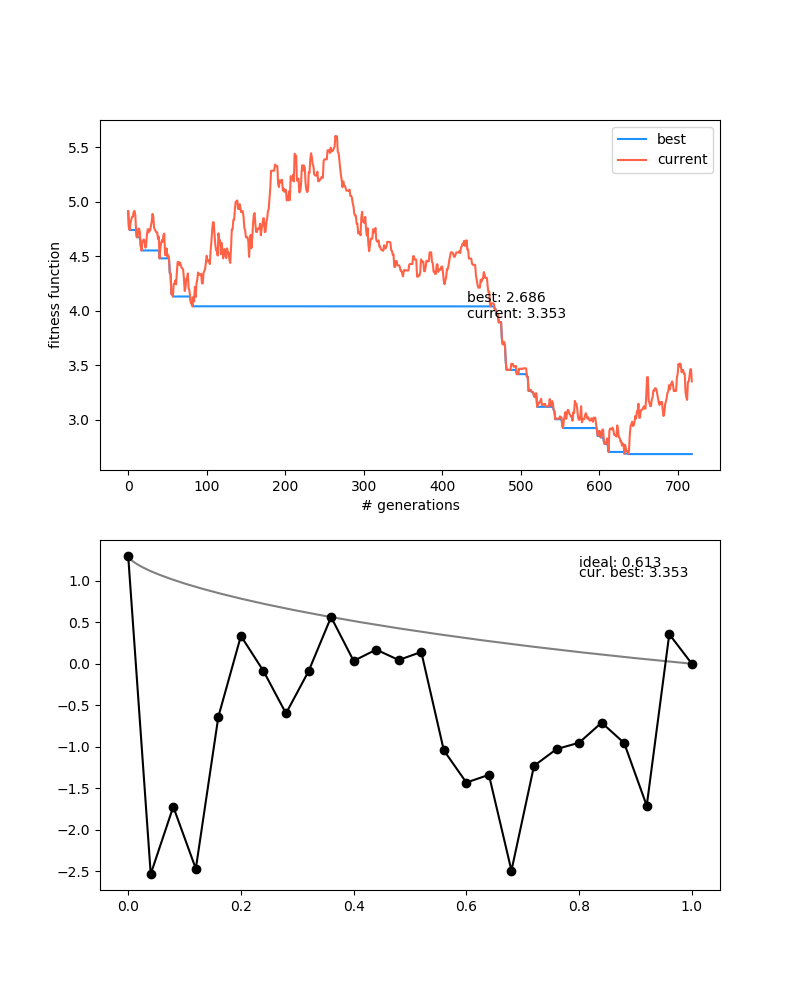 best
current
5.5
5.0
4.5
4.0
3.5
3.0
fitness function
best: 2.686
current: 3.353
0 100 200 300 400 500 600 700
# generations
ideal: 0.613
cur. best: 3.353
1.0
0.5
0.0
−0.5
−1.0
−1.5
−2.0
−2.5
0.0 0.2 0.4 0.6 0.8 1.0